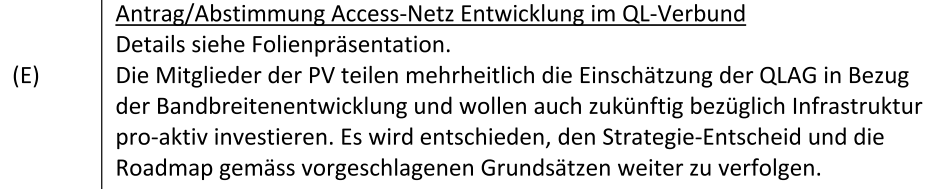 Antrag/Abstimmung Access-Netz Entwicklung im QL-Verbund
Details siehe Folienpräsentation.
(E) Die Mitglieder der PV teilen mehrheitlich die Einschätzung der QLAG in Bezug
der Bandbreitenentwicklung und wollen auch zukünftig bezüglich Infrastruktur
pro-aktiv investieren. Es wird entschieden, den Strategie-Entscheid und die
Roadmap gemäss vorgeschlagenen Grundsätzen weiter zu verfolgen.